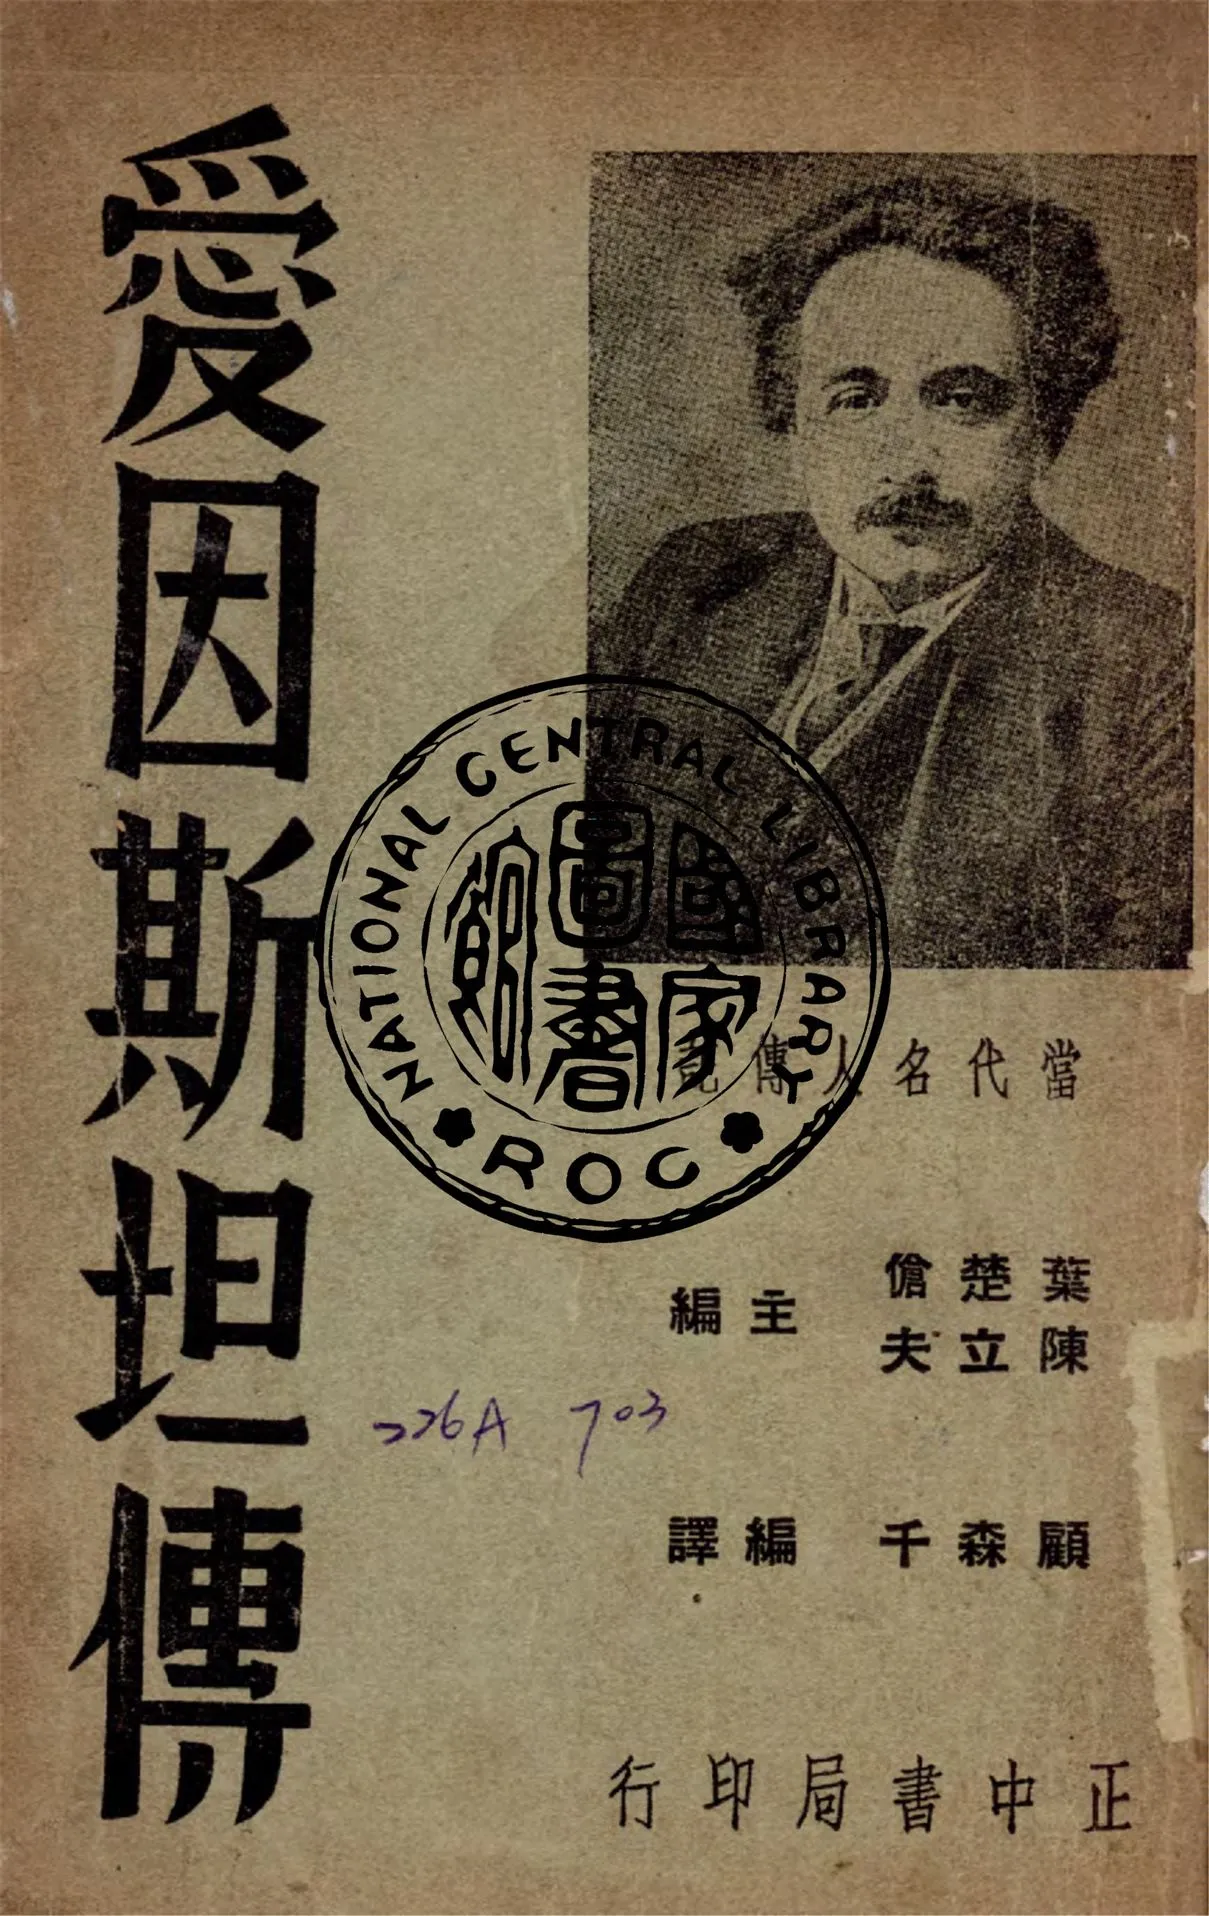 愛因斯坦傳
當代名人傳記
葉楚傖
陳立夫
主編
顧森千 編譯
正中書局印行
226A 703
NATIONAL CENTRAL LIBRARY
ROC
國家圖書館